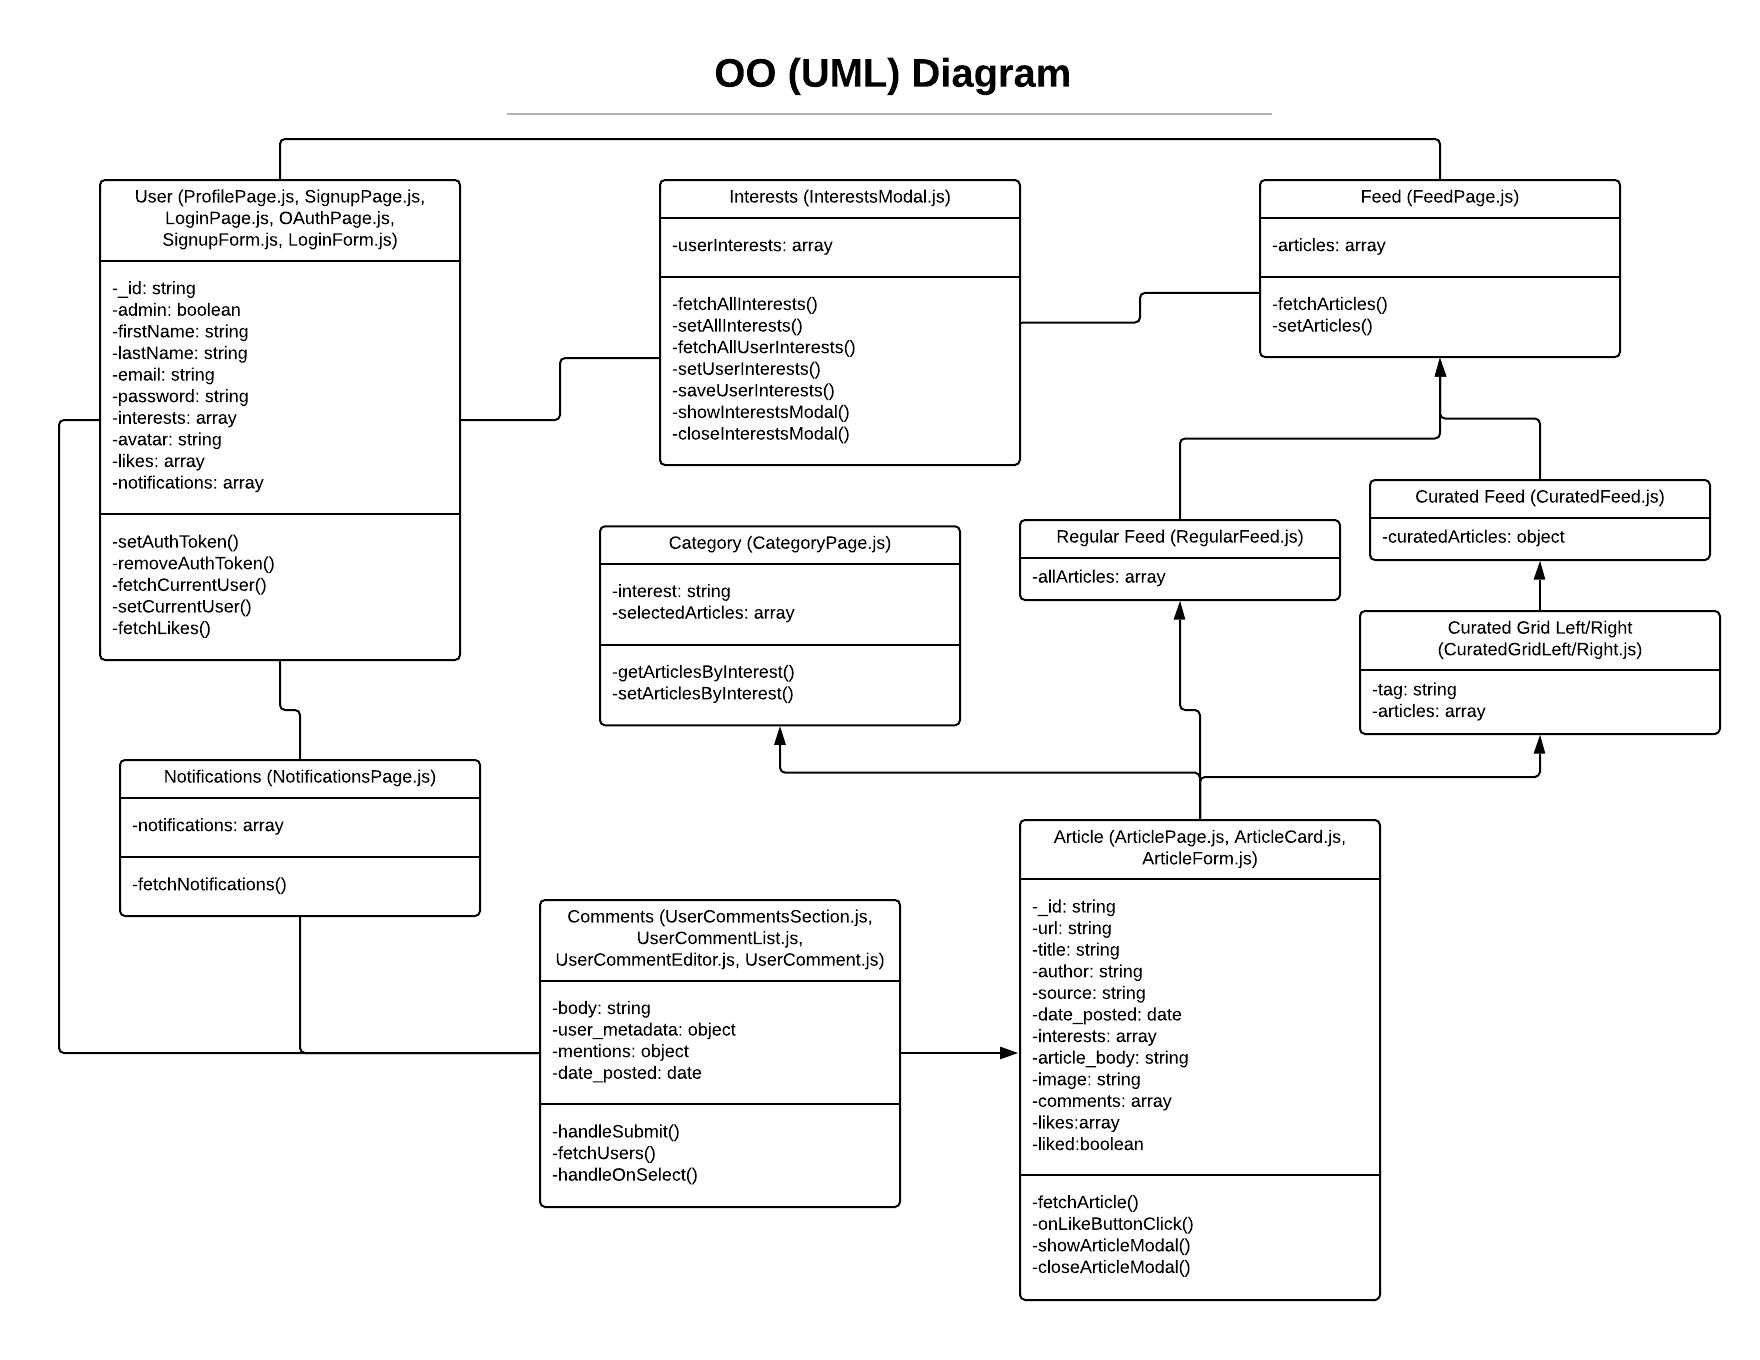 OO (UML) Diagram
User (ProfilePage.js, SignupPage.js,
LoginPage.js, OAuthPage.js,
SignupForm.js, LoginForm.js)
-_id: string
-admin: boolean
-firstName: string
-lastName: string
-email: string
-password: string
-interests: array
-avatar: string
-likes: array
-notifications: array
-setAuthToken()
-removeAuthToken()
-fetchCurrentUser()
-setCurrentUser()
-fetchLikes()
Interests (InterestsModal.js)
-userInterests: array
-fetchAllInterests()
-setAllInterests()
-fetchAllUserInterests()
-setUserInterests()
-saveUserInterests()
-showInterestsModal()
-closeInterestsModal()
Feed (FeedPage.js)
-articles: array
-fetchArticles()
-setArticles()
Category (CategoryPage.js)
-interest: string
-selectedArticles: array
-getArticlesByInterest()
-setArticlesByInterest()
Regular Feed (RegularFeed.js)
-allArticles: array
Curated Feed (CuratedFeed.js)
-curatedArticles: object
Curated Grid Left/Right
(CuratedGridLeft/Right.js)
-tag: string
-articles: array
Notifications (NotificationsPage.js)
-notifications: array
-fetchNotifications()
Comments (UserCommentsSection.js,
UserCommentList.js,
UserCommentEditor.js, UserComment.js)
-body: string
-user_metadata: object
-mentions: object
-date_posted: date
-handleSubmit()
-fetchUsers()
-handleOnSelect()
Article (ArticlePage.js, ArticleCard.js,
ArticleForm.js)
-_id: string
-url: string
-title: string
-author: string
-source: string
-date_posted: date
-interests: array
-article_body: string
-image: string
-comments: array
-likes:array
-liked:boolean
-fetchArticle()
-onLikeButtonClick()
-showArticleModal()
-closeArticleModal()